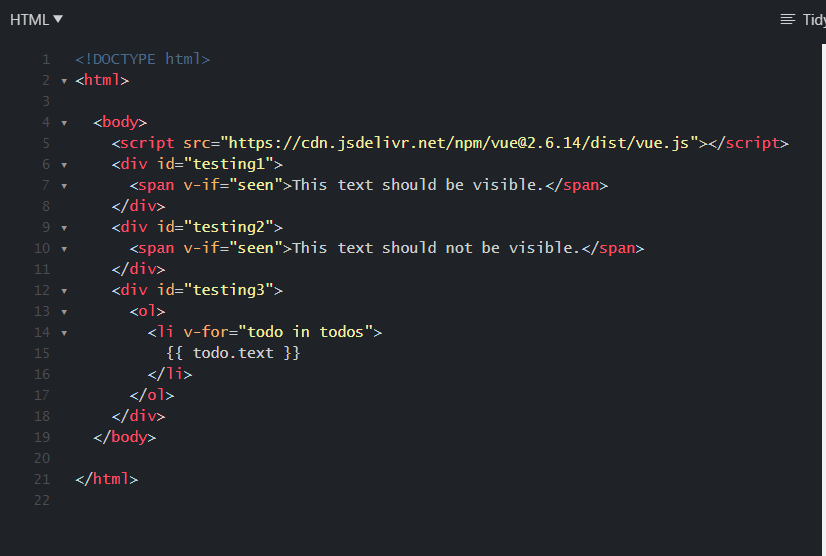 HTML ▼ Tidy
1 <!DOCTYPE html>
2 ▾ <html>
3
4 ▾ <body>
5 <script src="https://cdn.jsdelivr.net/npm/vue@2.6.14/dist/vue.js"></script>
6 ▾ <div id="testing1">
7 ▾ <span v-if="seen">This text should be visible.</span>
8 </div>
9 ▾ <div id="testing2">
10 ▾ <span v-if="seen">This text should not be visible.</span>
11 </div>
12 ▾ <div id="testing3">
13 ▾ <ol>
14 ▾ <li v-for="todo in todos">
15 {{ todo.text }}
16 </li>
17 </ol>
18 </div>
19 </body>
20
21 </html>
22